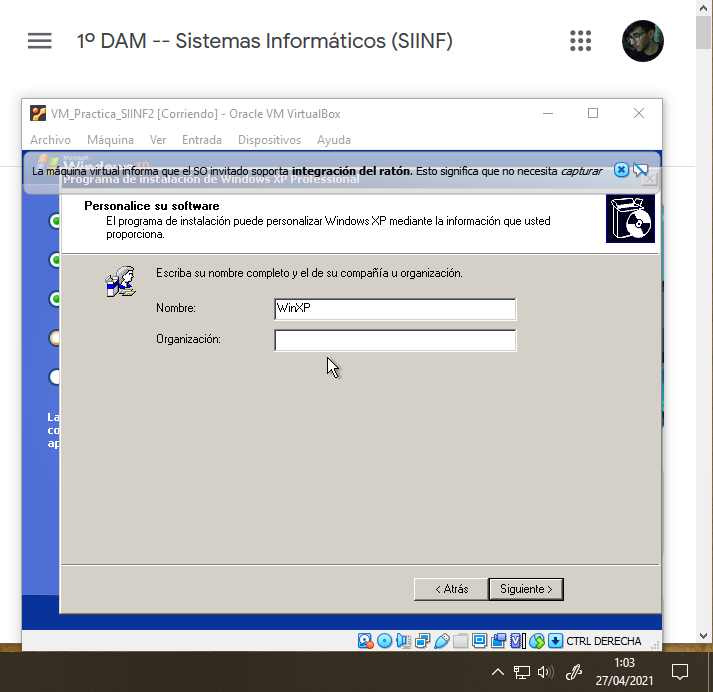 1º DAM -- Sistemas Informáticos (SIINF)
VM_Practica_SIINF2 [Corriendo] - Oracle VM VirtualBox
Archivo Máquina Ver Entrada Dispositivos Ayuda
La máquina virtual informa que el SO invitado soporta integración del ratón. Esto significa que no necesita capturar
Programa de instalación de Windows XP Professional
Personalice su software
El programa de instalación puede personalizar Windows XP mediante la información que usted
proporciona.
Escriba su nombre completo y el de su compañía u organización.
Nombre: WinXP
Organización:
La
co
ap
< Atrás Siguiente >
CTRL DERECHA
1:03
27/04/2021